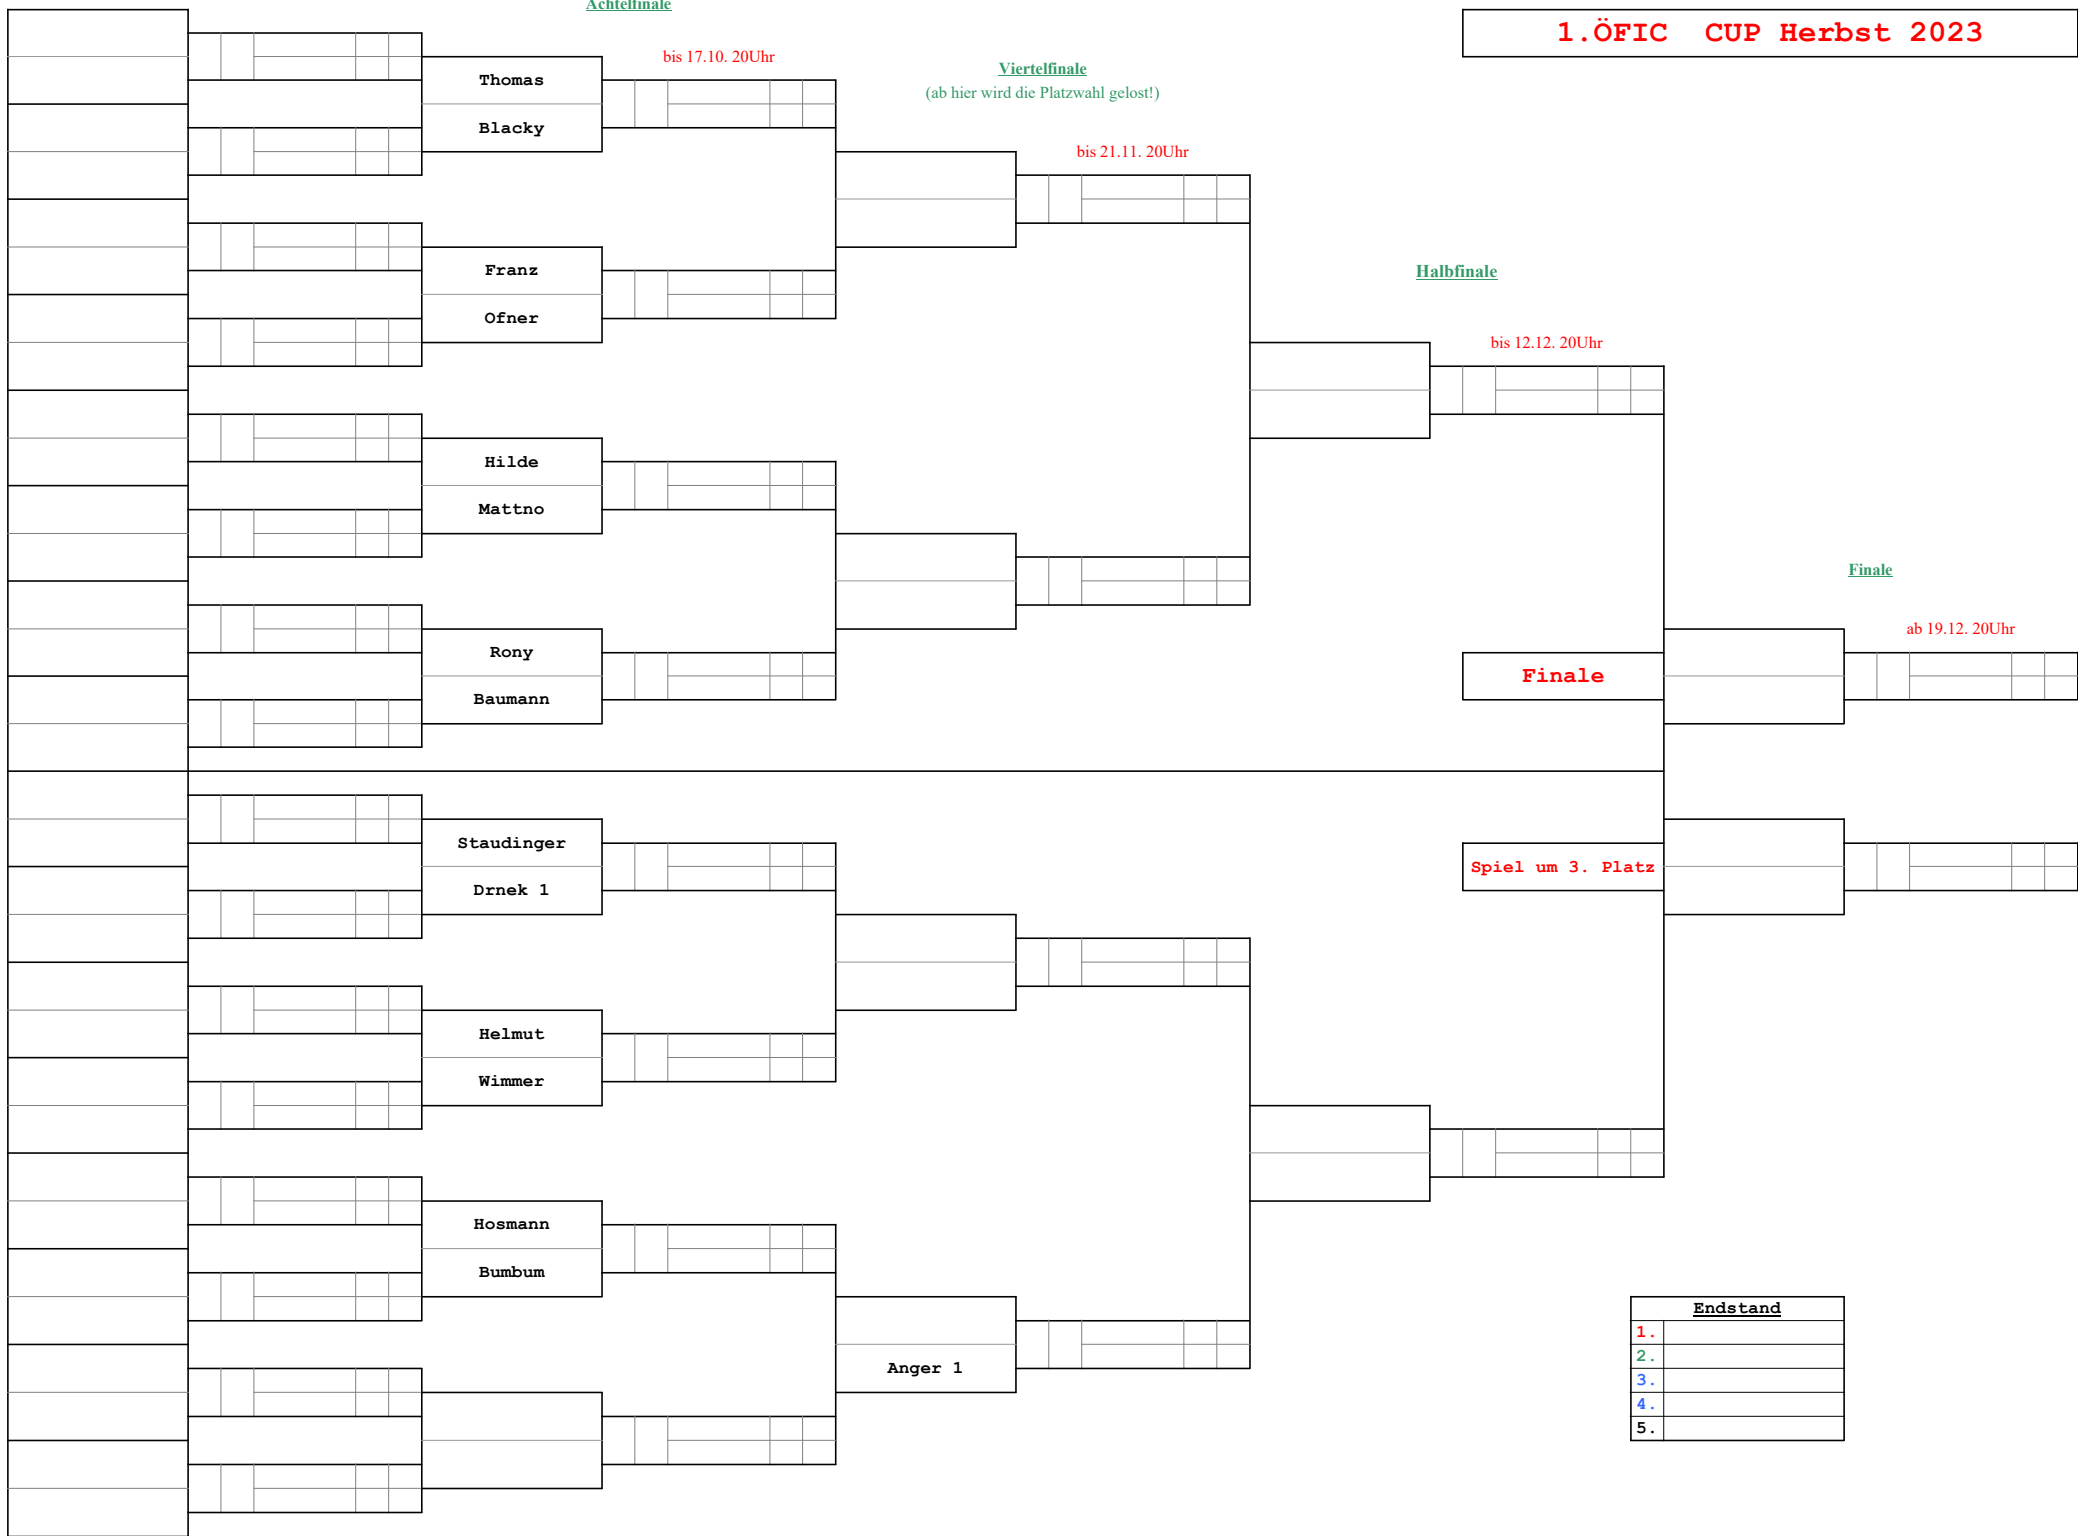 Achtelfinale
1.ÖFIC CUP Herbst 2023
bis 17.10. 20Uhr
Viertelfinale
(ab hier wird die Platzwahl gelost!)
Thomas
Blacky
bis 21.11. 20Uhr
Franz
Ofner
Halbfinale
bis 12.12. 20Uhr
Hilde
Mattno
Finale
ab 19.12. 20Uhr
Rony
Baumann
Finale
Staudinger
Drnek 1
Spiel um 3. Platz
Helmut
Wimmer
Hosmann
Bumbum
Anger 1
Endstand
1.
2.
3.
4.
5.